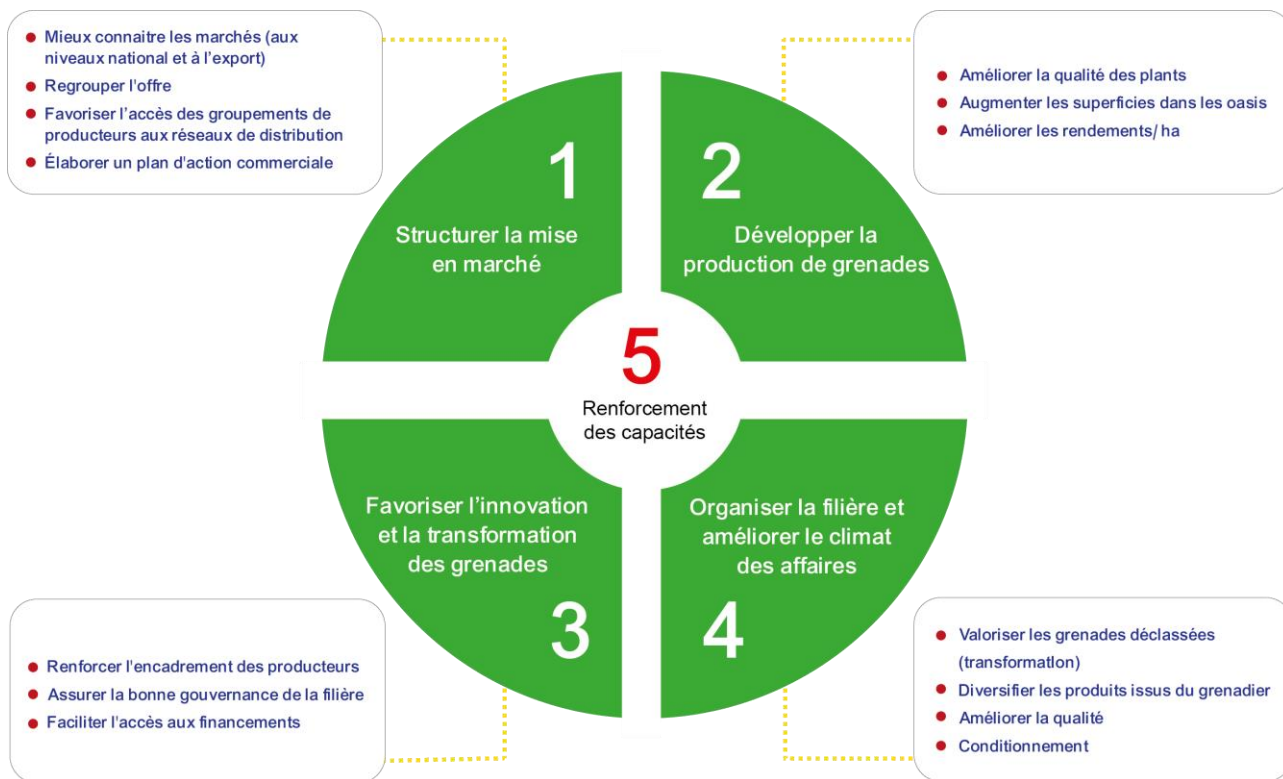 ● Mieux connaitre les marchés (aux
niveaux national et à l'export)
● Regrouper l'offre
● Favoriser l'accès des groupements de
producteurs aux réseaux de distribution
● Élaborer un plan d'action commerciale
● Améliorer la qualité des plants
● Augmenter les superficies dans les oasis
● Améliorer les rendements/ ha
1
Structurer la mise
en marché
2
Développer la
production de grenades
5
Renforcement
des capacités
Favoriser l'innovation
et la transformation
des grenades
3
Organiser la filière et
améliorer le climat
des affaires
4
● Renforcer l'encadrement des producteurs
● Assurer la bonne gouvernance de la filière
● Faciliter l'accès aux financements
● Valoriser les grenades déclassées
(transformatIon)
● Diversifier les produits issus du grenadier
● Améliorer la qualité
● Conditionnement